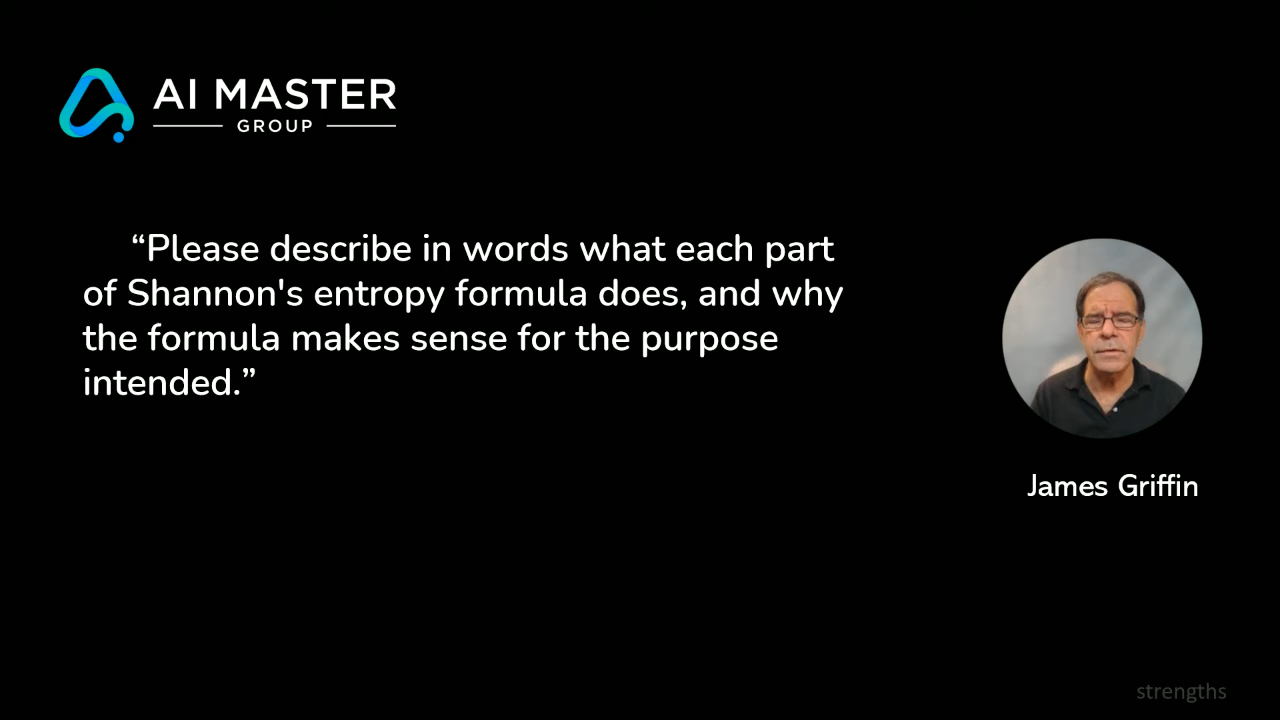 AI MASTER
GROUP
“Please describe in words what each part
of Shannon's entropy formula does, and why
the formula makes sense for the purpose
intended.”
James Griffin
strengths